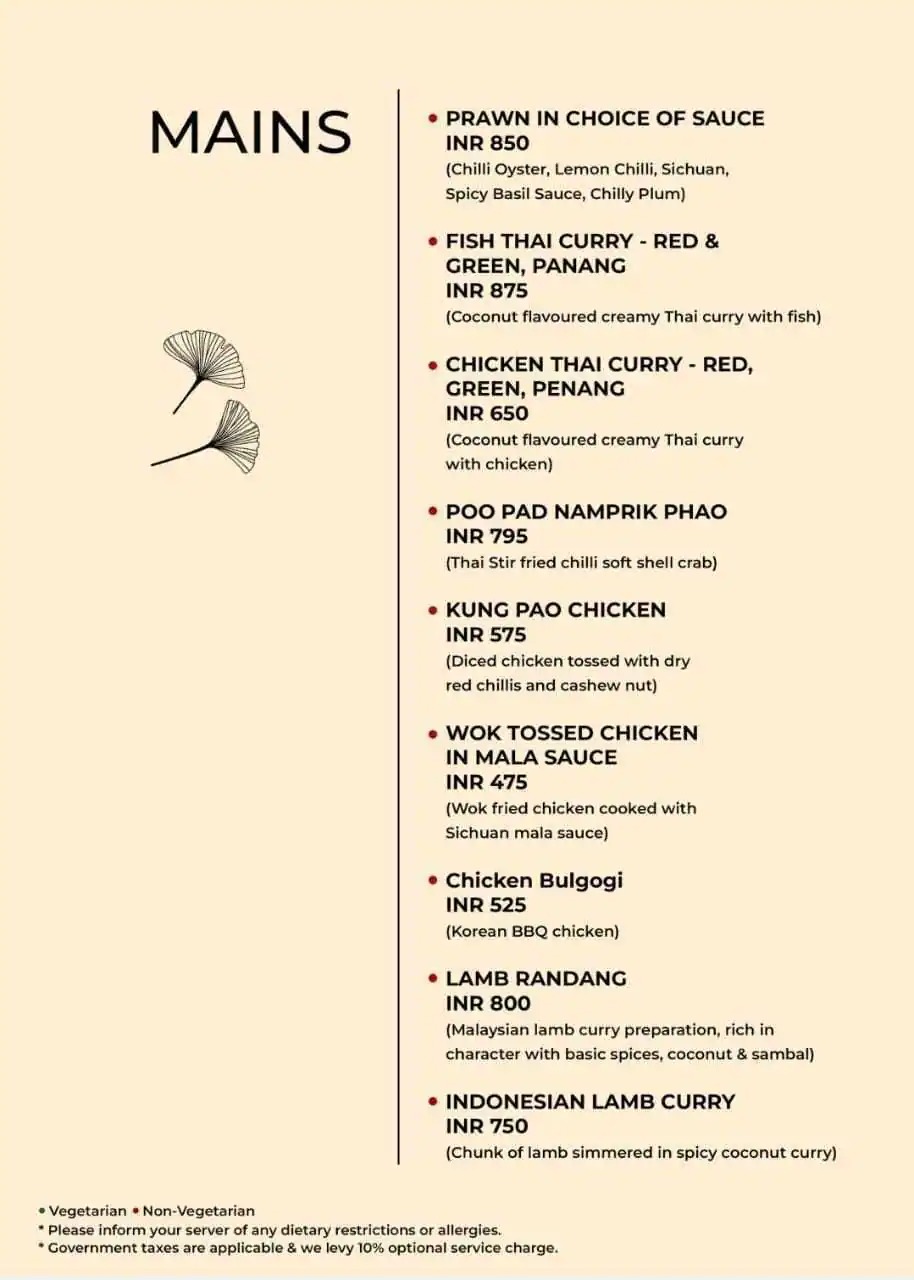 MAINS
• PRAWN IN CHOICE OF SAUCE
INR 850
(Chilli Oyster, Lemon Chilli, Sichuan,
Spicy Basil Sauce, Chilly Plum)
• FISH THAI CURRY - RED &
GREEN, PANANG
INR 875
(Coconut flavoured creamy Thai curry with fish)
• CHICKEN THAI CURRY - RED,
GREEN, PENANG
INR 650
(Coconut flavoured creamy Thai curry
with chicken)
• POO PAD NAMPRIK PHAO
INR 795
(Thai Stir fried chilli soft shell crab)
• KUNG PAO CHICKEN
INR 575
(Diced chicken tossed with dry
red chillis and cashew nut)
• WOK TOSSED CHICKEN
IN MALA SAUCE
INR 475
(Wok fried chicken cooked with
Sichuan mala sauce)
• Chicken Bulgogi
INR 525
(Korean BBQ chicken)
• LAMB RANDANG
INR 800
(Malaysian lamb curry preparation, rich in
character with basic spices, coconut & sambal)
• INDONESIAN LAMB CURRY
INR 750
(Chunk of lamb simmered in spicy coconut curry)
• Vegetarian • Non-Vegetarian
* Please inform your server of any dietary restrictions or allergies.
* Government taxes are applicable & we levy 10% optional service charge.